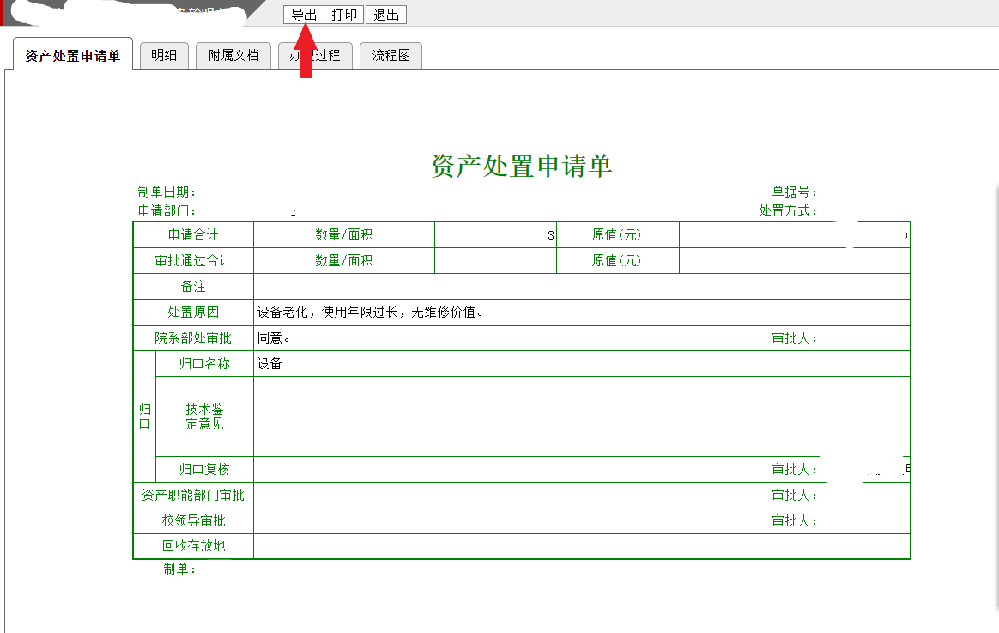 导出 打印 退出
资产处置申请单 明细 附属文档 办理过程 流程图
资产处置申请单
制单日期： 单据号：
申请部门： 处置方式：
申请合计 数量/面积 3 原值(元)
审批通过合计 数量/面积 原值(元)
备注
处置原因 设备老化，使用年限过长，无维修价值。
院系部处审批 同意。 审批人：
归口名称 设备
归口
技术鉴
定意见
归口复核 审批人：
资产职能部门审批 审批人：
校领导审批 审批人：
回收存放地
制单：